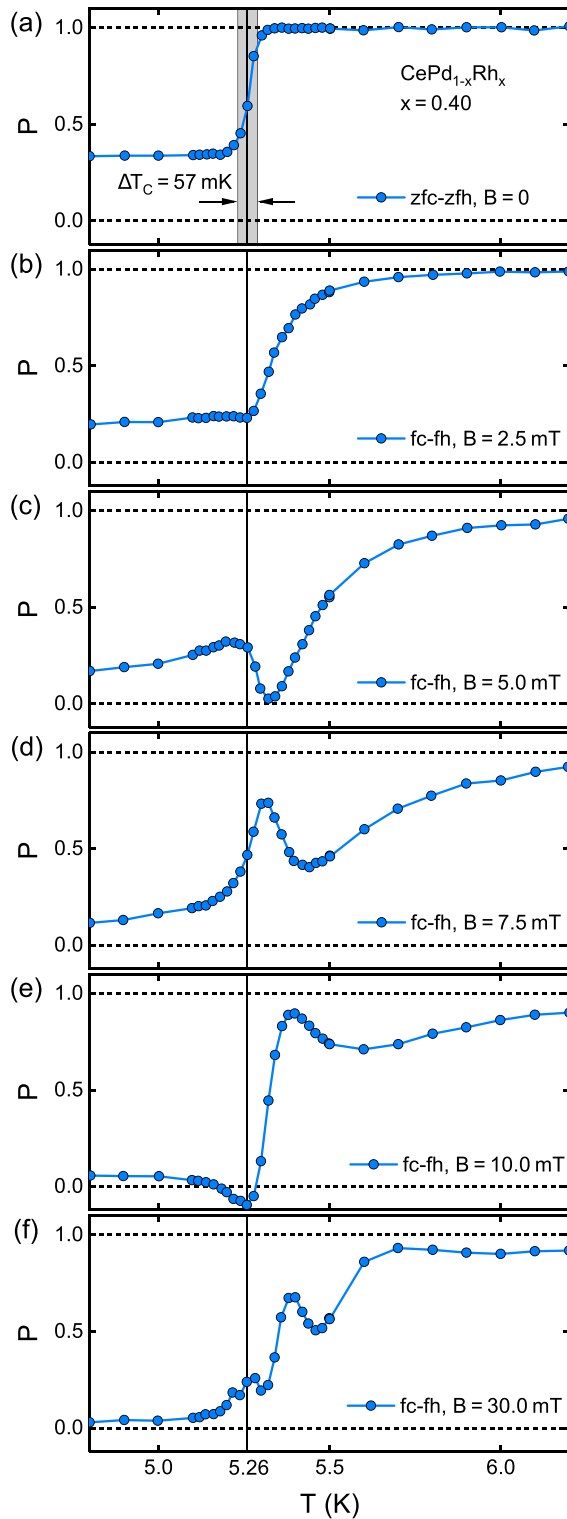 (a)
1.0
CePd1-xRhx
x = 0.40
P
0.5
ΔTC = 57 mK
zfc-zfh, B = 0
0.0
(b)
1.0
P
0.5
fc-fh, B = 2.5 mT
0.0
(c)
1.0
P
0.5
fc-fh, B = 5.0 mT
0.0
(d)
1.0
P
0.5
fc-fh, B = 7.5 mT
0.0
(e)
1.0
P
0.5
fc-fh, B = 10.0 mT
0.0
(f)
1.0
P
0.5
fc-fh, B = 30.0 mT
0.0
5.0 5.26 5.5 6.0
T (K)